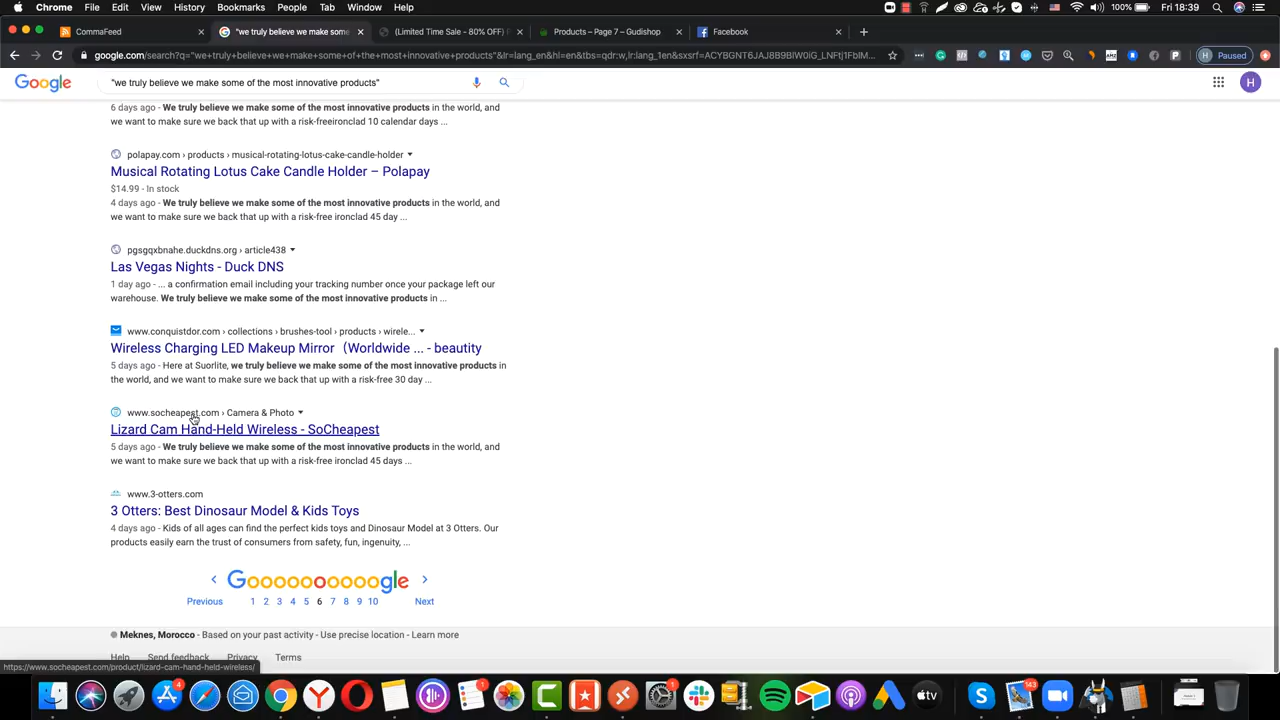 Chrome File Edit View History Bookmarks People Tab Window Help 100% Fri 18:39
CommaFeed × "we truly believe we make som × (Limited Time Sale - 80% OFF) F × Products – Page 7 – Gudishop × Facebook × +
google.com/search?q="we+truly+believe+we+make+some+of+the+most+innovative+products"&lr=lang_en&hl=en&tbs=qdr:w,lr:lang_1en&sxsrf=ACYBGNT6JAJ8B9BlW0iG_LNFtj1FblM... H Paused
Google "we truly believe we make some of the most innovative products" H
6 days ago - We truly believe we make some of the most innovative products in the world, and
we want to make sure we back that up with a risk-freeironclad 10 calendar days ...
polapay.com › products › musical-rotating-lotus-cake-candle-holder
Musical Rotating Lotus Cake Candle Holder – Polapay
$14.99 - In stock
4 days ago - We truly believe we make some of the most innovative products in the world, and
we want to make sure we back that up with a risk-free ironclad 45 day ...
pgsgqxbnahe.duckdns.org › article438
Las Vegas Nights - Duck DNS
1 day ago - ... a confirmation email including your tracking number once your package left our
warehouse. We truly believe we make some of the most innovative products in ...
www.conquistdor.com › collections › brushes-tool › products › wirele...
Wireless Charging LED Makeup Mirror（Worldwide ... - beautity
5 days ago - Here at Suorlite, we truly believe we make some of the most innovative products in
the world, and we want to make sure we back that up with a risk-free 30 day ...
www.socheapest.com › Camera & Photo
Lizard Cam Hand-Held Wireless - SoCheapest
5 days ago - We truly believe we make some of the most innovative products in the world, and
we want to make sure we back that up with a risk-free ironclad 45 days ...
www.3-otters.com
3 Otters: Best Dinosaur Model & Kids Toys
4 days ago - Kids of all ages can find the perfect kids toys and Dinosaur Model at 3 Otters. Our
products easily earn the trust of consumers from safety, fun, ingenuity, ...
< Goooooooooogle >
Previous 1 2 3 4 5 6 7 8 9 10 Next
Meknes, Morocco - Based on your past activity - Use precise location - Learn more
Help Send feedback Privacy Terms
https://www.socheapest.com/product/lizard-cam-hand-held-wireless/
4 1 1 143